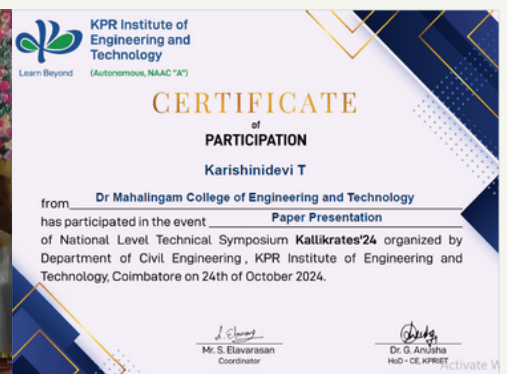 KPR Institute of
Engineering and
Technology
Learn Beyond
(Autonomous, NAAC "A")
CERTIFICATE
of
PARTICIPATION
Karishinidevi T
from Dr Mahalingam College of Engineering and Technology
has participated in the event Paper Presentation
of National Level Technical Symposium Kallikrates'24 organized by
Department of Civil Engineering , KPR Institute of Engineering and
Technology, Coimbatore on 24th of October 2024.
Mr. S. Elavarasan
Coordinator
Dr. G. Anusha
HoD - CE, KPRIET
Activate W